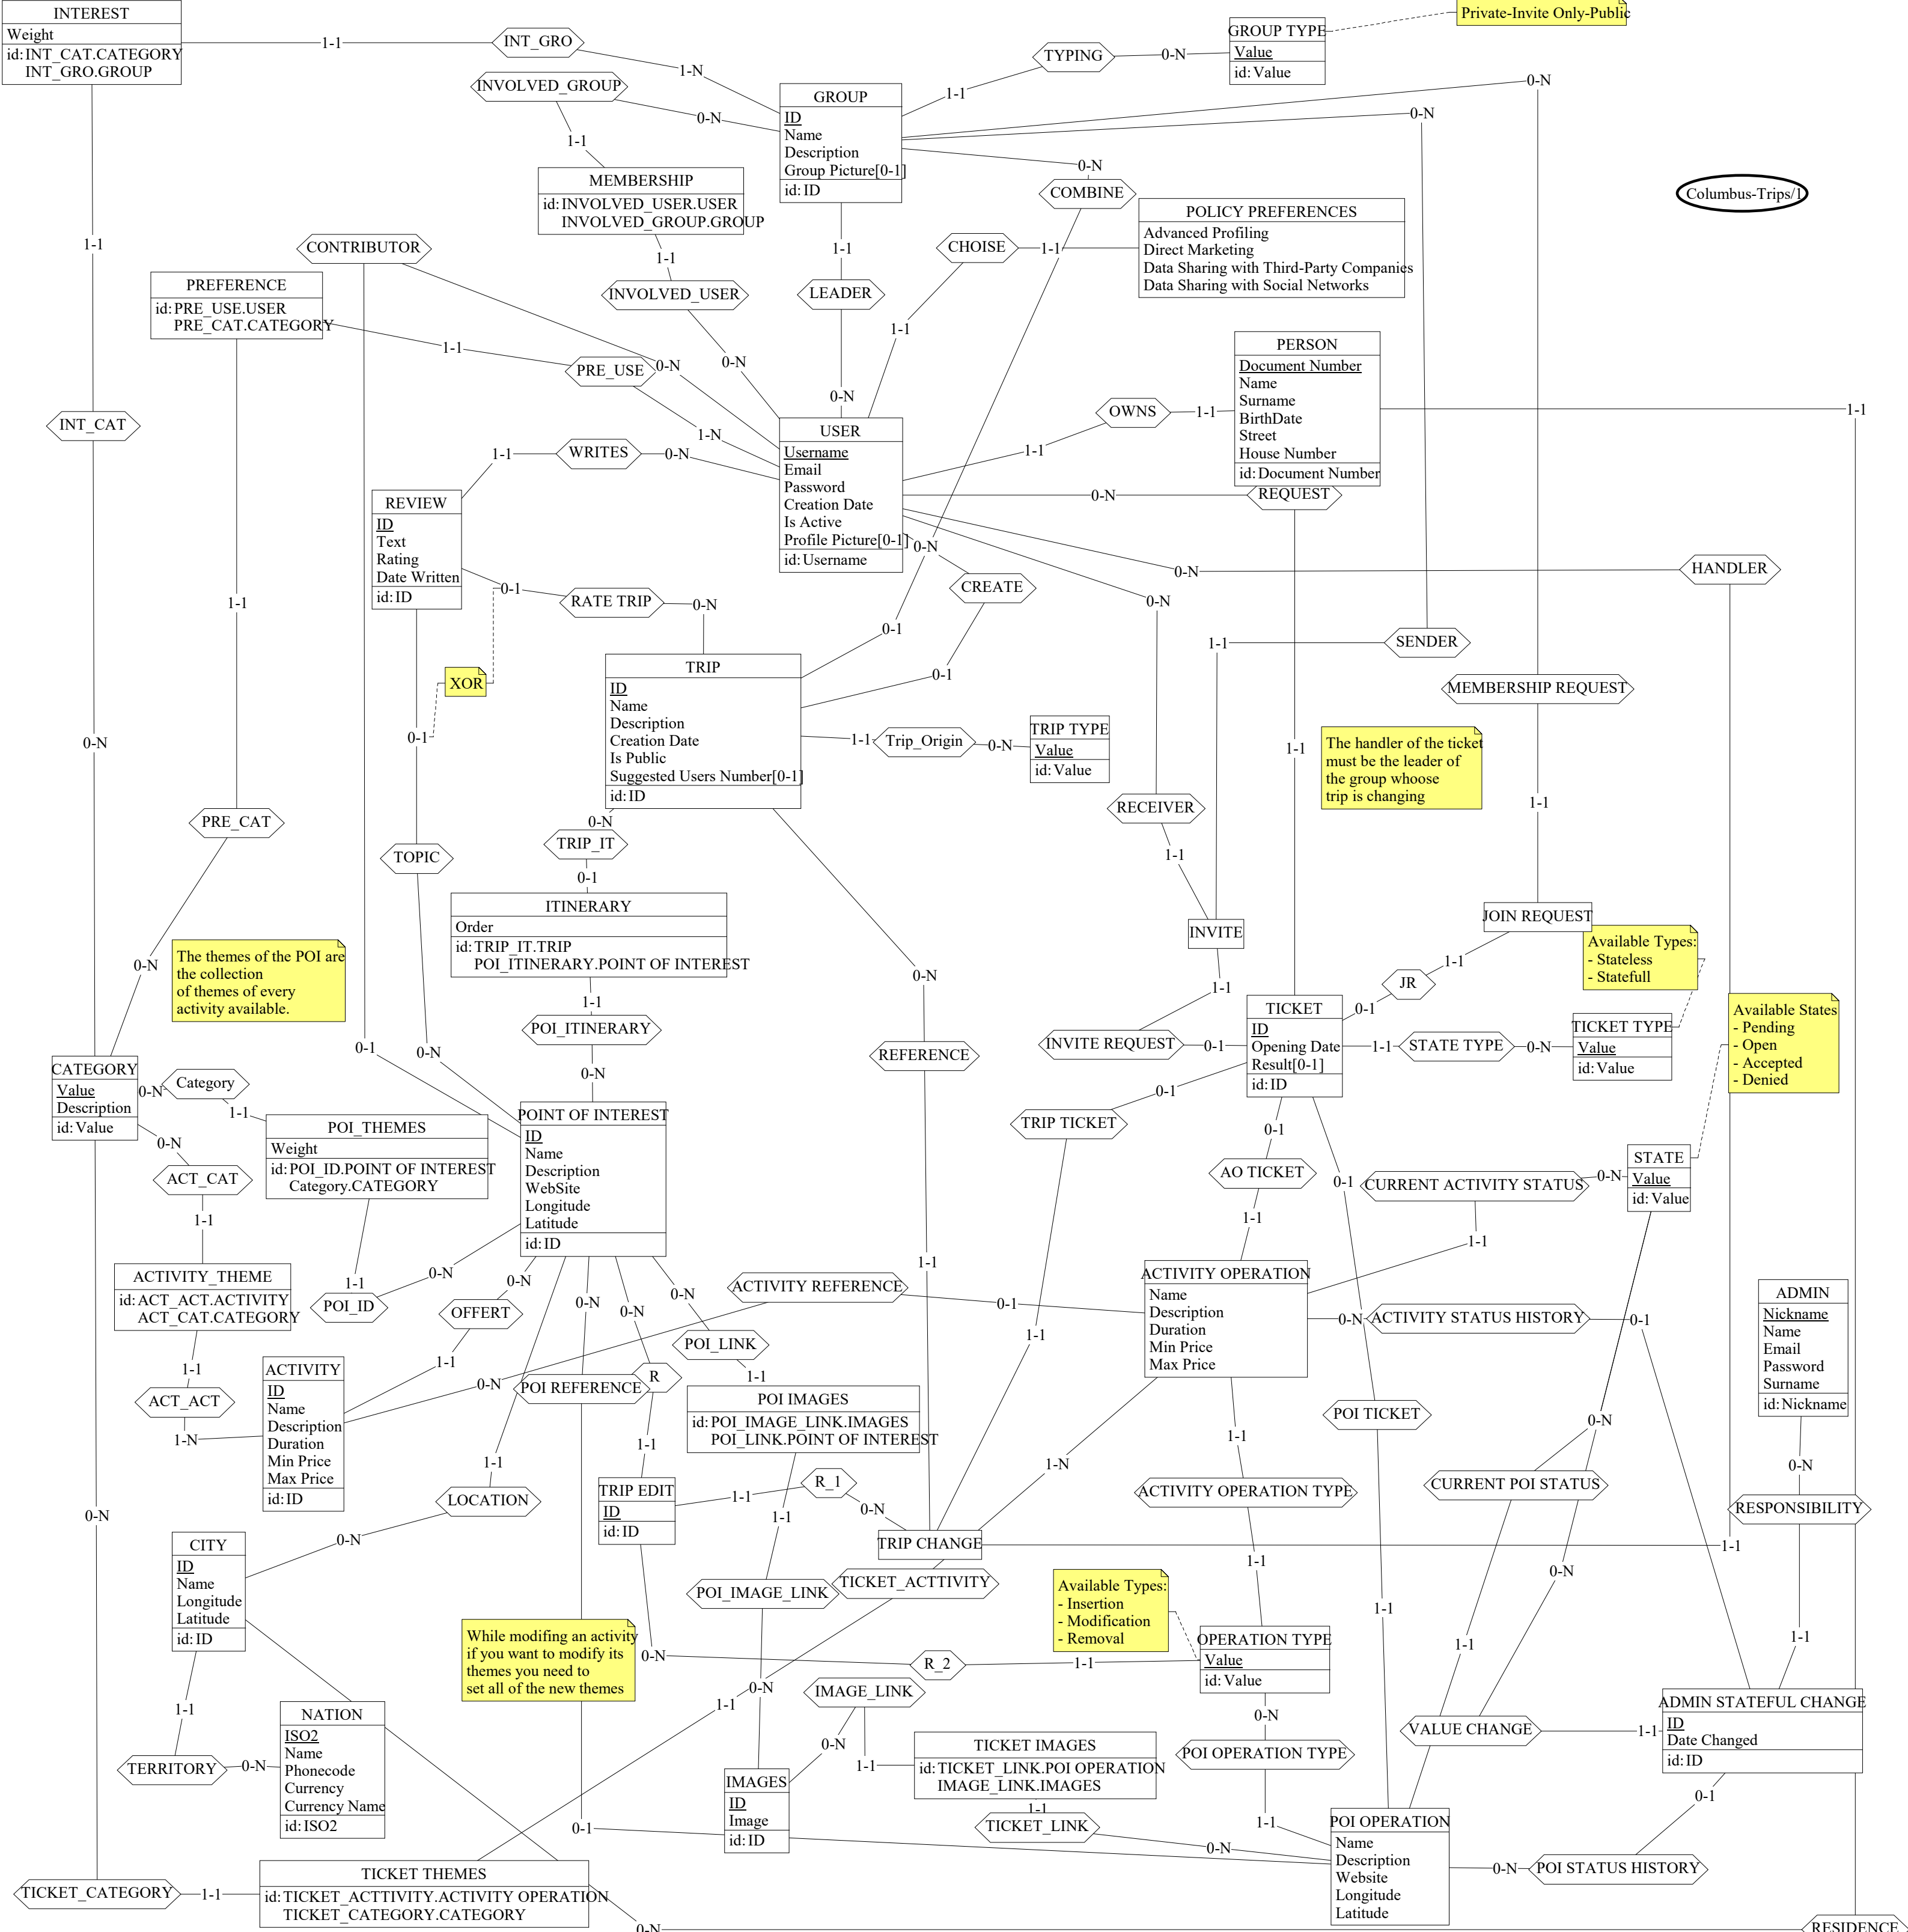 INTEREST
Weight
id: INT_CAT.CATEGORY
INT_GRO.GROUP
1-1
INT_GRO
1-N
INVOLVED_GROUP
0-N
1-1
GROUP
ID
Name
Description
Group Picture[0-1]
id: ID
TYPING
1-1
0-N
GROUP TYPE
Value
id: Value
Private-Invite Only-Public
0-N
0-N
0-N
COMBINE
Columbus-Trips/1
MEMBERSHIP
id: INVOLVED_USER.USER
INVOLVED_GROUP.GROUP
1-1
INVOLVED_USER
0-N
1-1
LEADER
0-N
CHOISE
1-1
1-1
POLICY PREFERENCES
Advanced Profiling
Direct Marketing
Data Sharing with Third-Party Companies
Data Sharing with Social Networks
1-1
CONTRIBUTOR
0-N
PREFERENCE
id: PRE_USE.USER
PRE_CAT.CATEGORY
1-1
PRE_USE
1-N
INT_CAT
PERSON
Document Number
Name
Surname
BirthDate
Street
House Number
id: Document Number
1-1
OWNS
1-1
1-1
USER
Username
Email
Password
Creation Date
Is Active
Profile Picture[0-1]
id: Username
WRITES
1-1
0-N
REVIEW
ID
Text
Rating
Date Written
id: ID
0-N
REQUEST
0-N
HANDLER
0-N
CREATE
0-N
0-1
0-1
1-1
0-1
RATE TRIP
0-N
XOR
0-1
SENDER
1-1
TRIP
ID
Name
Description
Creation Date
Is Public
Suggested Users Number[0-1]
id: ID
1-1
Trip_Origin
0-N
TRIP TYPE
Value
id: Value
MEMBERSHIP REQUEST
The handler of the ticket
must be the leader of
the group whoose
trip is changing
1-1
1-1
0-N
PRE_CAT
TOPIC
0-N
TRIP_IT
0-1
RECEIVER
1-1
ITINERARY
Order
id: TRIP_IT.TRIP
POI_ITINERARY.POINT OF INTEREST
1-1
POI_ITINERARY
0-N
0-N
REFERENCE
INVITE
1-1
INVITE REQUEST
0-1
JOIN REQUEST
1-1
JR
0-1
Available Types:
- Stateless
- Statefull
The themes of the POI are
the collection
of themes of every
activity available.
0-N
0-1
0-N
TICKET
ID
Opening Date
Result[0-1]
id: ID
1-1
STATE TYPE
0-N
TICKET TYPE
Value
id: Value
Available States
- Pending
- Open
- Accepted
- Denied
CATEGORY
Value
Description
id: Value
0-N
Category
1-1
POI_THEMES
Weight
id: POI_ID.POINT OF INTEREST
Category.CATEGORY
0-N
ACT_CAT
1-1
POINT OF INTEREST
ID
Name
Description
WebSite
Longitude
Latitude
id: ID
0-1
TRIP TICKET
0-1
AO TICKET
1-1
0-1
CURRENT ACTIVITY STATUS
0-N
1-1
STATE
Value
id: Value
ACTIVITY_THEME
id: ACT_ACT.ACTIVITY
ACT_CAT.CATEGORY
1-1
ACT_ACT
1-N
1-1
POI_ID
0-N
0-N
OFFERT
1-1
0-N
0-N
0-N
POI_LINK
1-1
ACTIVITY REFERENCE
0-N
0-1
1-1
1-1
ACTIVITY OPERATION
Name
Description
Duration
Min Price
Max Price
0-N
ACTIVITY STATUS HISTORY
0-1
ADMIN
Nickname
Name
Email
Password
Surname
id: Nickname
ACTIVITY
ID
Name
Description
Duration
Min Price
Max Price
id: ID
POI REFERENCE
R
1-1
POI IMAGES
id: POI_IMAGE_LINK.IMAGES
POI_LINK.POINT OF INTEREST
POI TICKET
0-N
1-1
LOCATION
0-N
TRIP EDIT
ID
id: ID
1-1
R_1
0-N
1-1
1-N
1-1
ACTIVITY OPERATION TYPE
1-1
CURRENT POI STATUS
0-N
RESPONSIBILITY
0-N
CITY
ID
Name
Longitude
Latitude
id: ID
TRIP CHANGE
1-1
TICKET_ACTTIVITY
POI_IMAGE_LINK
0-N
Available Types:
- Insertion
- Modification
- Removal
1-1
While modifing an activity
if you want to modify its
themes you need to
set all of the new themes
0-N
R_2
1-1
OPERATION TYPE
Value
id: Value
1-1
1-1
1-1
0-N
IMAGE_LINK
0-N
1-1
NATION
ISO2
Name
Phonecode
Currency
Currency Name
id: ISO2
1-1
TERRITORY
0-N
0-N
POI OPERATION TYPE
1-1
VALUE CHANGE
1-1
ADMIN STATEFUL CHANGE
ID
Date Changed
id: ID
0-1
TICKET IMAGES
id: TICKET_LINK.POI OPERATION
IMAGE_LINK.IMAGES
1-1
TICKET_LINK
0-N
IMAGES
ID
Image
id: ID
0-1
POI OPERATION
Name
Description
Website
Longitude
Latitude
0-N
POI STATUS HISTORY
TICKET_CATEGORY
1-1
TICKET THEMES
id: TICKET_ACTTIVITY.ACTIVITY OPERATION
TICKET_CATEGORY.CATEGORY
0-N
RESIDENCE